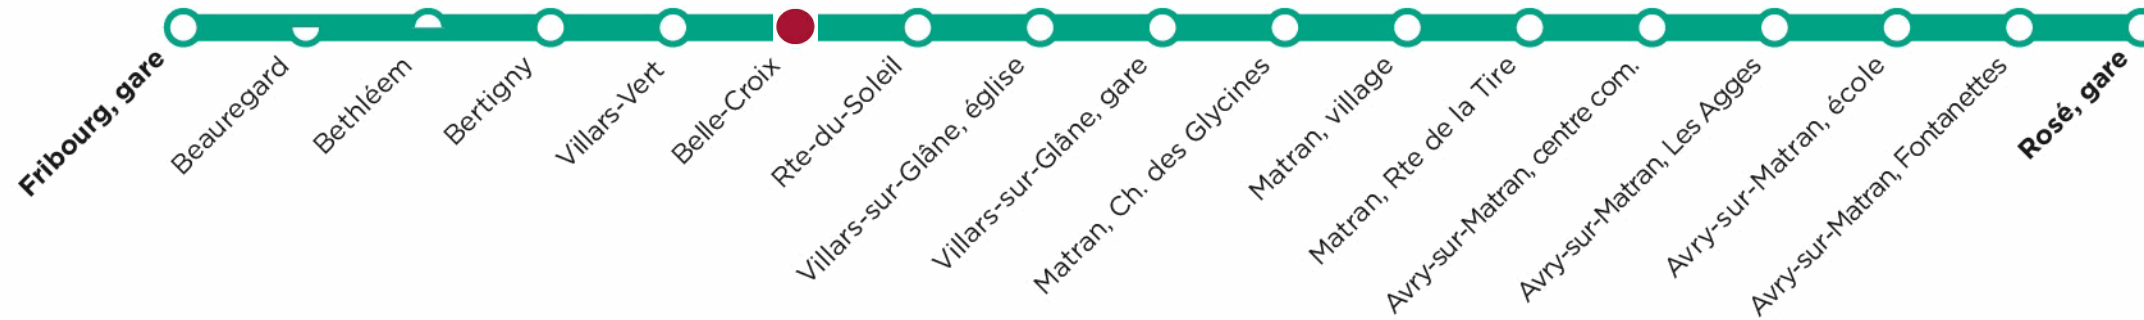 Fribourg, gare
Beauregard
Bethléem
Bertigny
Villars-Vert
Belle-Croix
Rte-du-Soleil
Villars-sur-Glâne, église
Villars-sur-Glâne, gare
Matran, Ch. des Glycines
Matran, village
Matran, Rte de la Tire
Avry-sur-Matran, centre com.
Avry-sur-Matran, Les Agges
Avry-sur-Matran, école
Avry-sur-Matran, Fontanettes
Rosé, gare